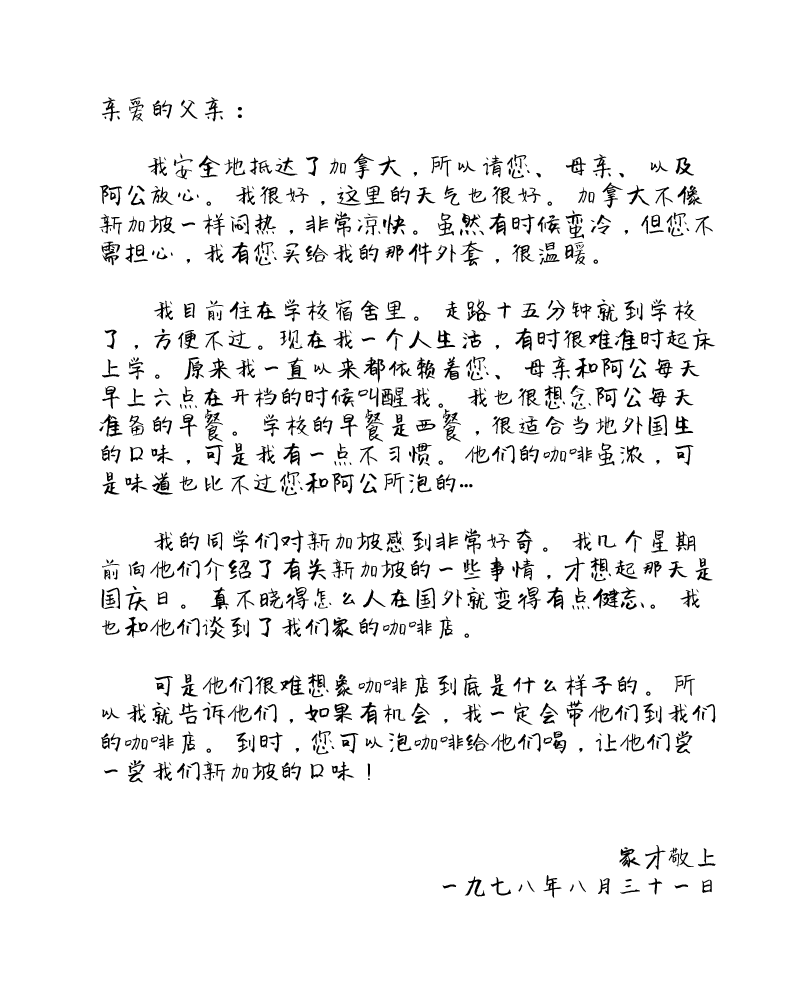 亲爱的父亲：
我安全地抵达了加拿大，所以请您、母亲、以及
阿公放心。我很好，这里的天气也很好。加拿大不像
新加坡一样闷热，非常凉快。虽然有时候蛮冷，但您不
需担心，我有您买给我的那件外套，很温暖。
我目前住在学校宿舍里。走路十五分钟就到学校
了，方便不过。现在我一个人生活，有时很难准时起床
上学。原来我一直以来都依赖着您、母亲和阿公每天
早上六点在开档的时候叫醒我。我也很想念阿公每天
准备的早餐。学校的早餐是西餐，很适合当地外国生
的口味，可是我有一点不习惯。他们的咖啡虽浓，可
是味道也比不过您和阿公所泡的…
我的同学们对新加坡感到非常好奇。我几个星期
前向他们介绍了有关新加坡的一些事情，才想起那天是
国庆日。真不晓得怎么人在国外就变得有点健忘。我
也和他们谈到了我们家的咖啡店。
可是他们很难想象咖啡店到底是什么样子的。所
以我就告诉他们，如果有机会，我一定会带他们到我们
的咖啡店。到时，您可以泡咖啡给他们喝，让他们尝
一尝我们新加坡的口味！
家才敬上
一九七八年八月三十一日